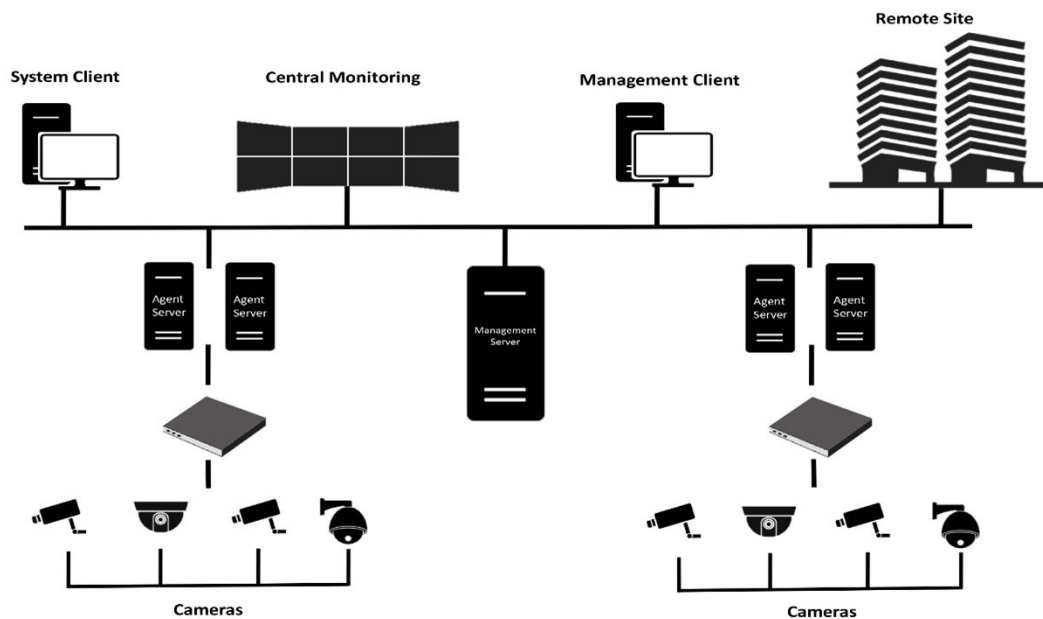 Remote Site
System Client
Central Monitoring
Management Client
Agent
Server
Agent
Server
Management
Server
Agent
Server
Agent
Server
Cameras
Cameras